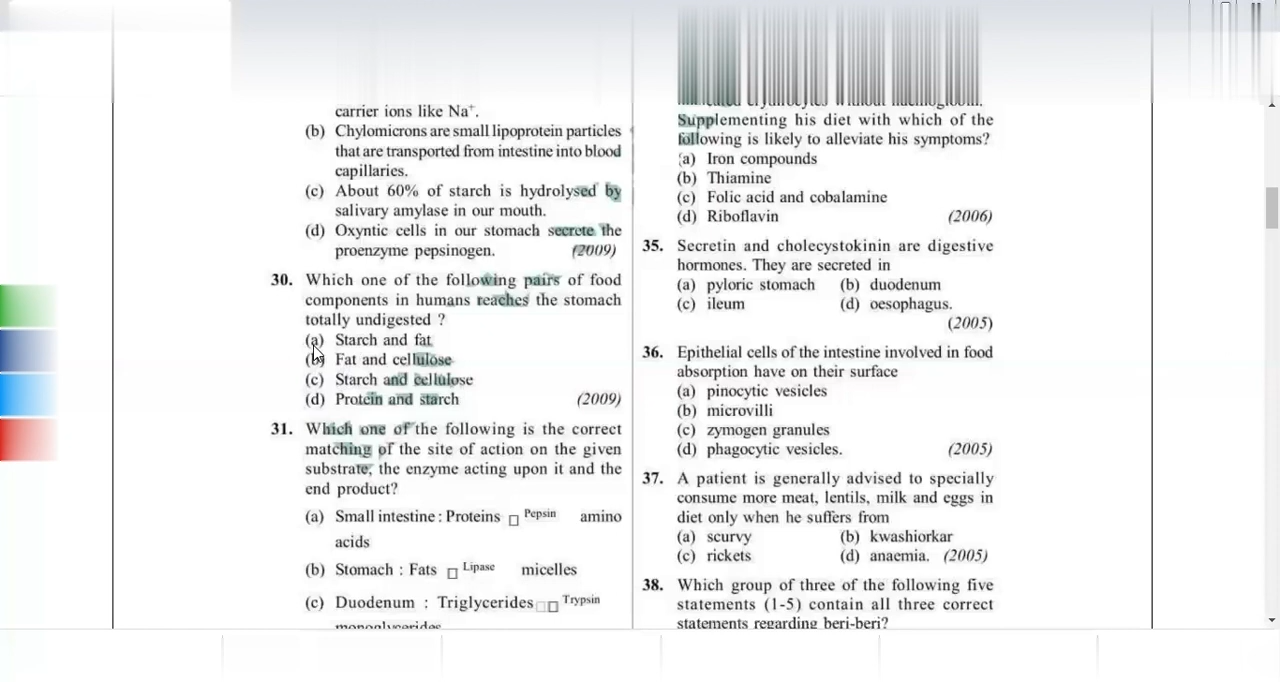 carrier ions like Na⁺.
(b) Chylomicrons are small lipoprotein particles
that are transported from intestine into blood
capillaries.
(c) About 60% of starch is hydrolysed by
salivary amylase in our mouth.
(d) Oxyntic cells in our stomach secrete the
proenzyme pepsinogen. (2009)
30. Which one of the following pairs of food
components in humans reaches the stomach
totally undigested ?
(a) Starch and fat
(b) Fat and cellulose
(c) Starch and cellulose
(d) Protein and starch (2009)
31. Which one of the following is the correct
matching of the site of action on the given
substrate, the enzyme acting upon it and the
end product?
(a) Small intestine : Proteins □ Pepsin amino
acids
(b) Stomach : Fats □ Lipase micelles
(c) Duodenum : Triglycerides □□ Trypsin
monoglycerides
erythrocytes without haemoglobin.
Supplementing his diet with which of the
following is likely to alleviate his symptoms?
(a) Iron compounds
(b) Thiamine
(c) Folic acid and cobalamine
(d) Riboflavin (2006)
35. Secretin and cholecystokinin are digestive
hormones. They are secreted in
(a) pyloric stomach (b) duodenum
(c) ileum (d) oesophagus.
(2005)
36. Epithelial cells of the intestine involved in food
absorption have on their surface
(a) pinocytic vesicles
(b) microvilli
(c) zymogen granules
(d) phagocytic vesicles. (2005)
37. A patient is generally advised to specially
consume more meat, lentils, milk and eggs in
diet only when he suffers from
(a) scurvy (b) kwashiorkar
(c) rickets (d) anaemia. (2005)
38. Which group of three of the following five
statements (1-5) contain all three correct
statements regarding beri-beri?